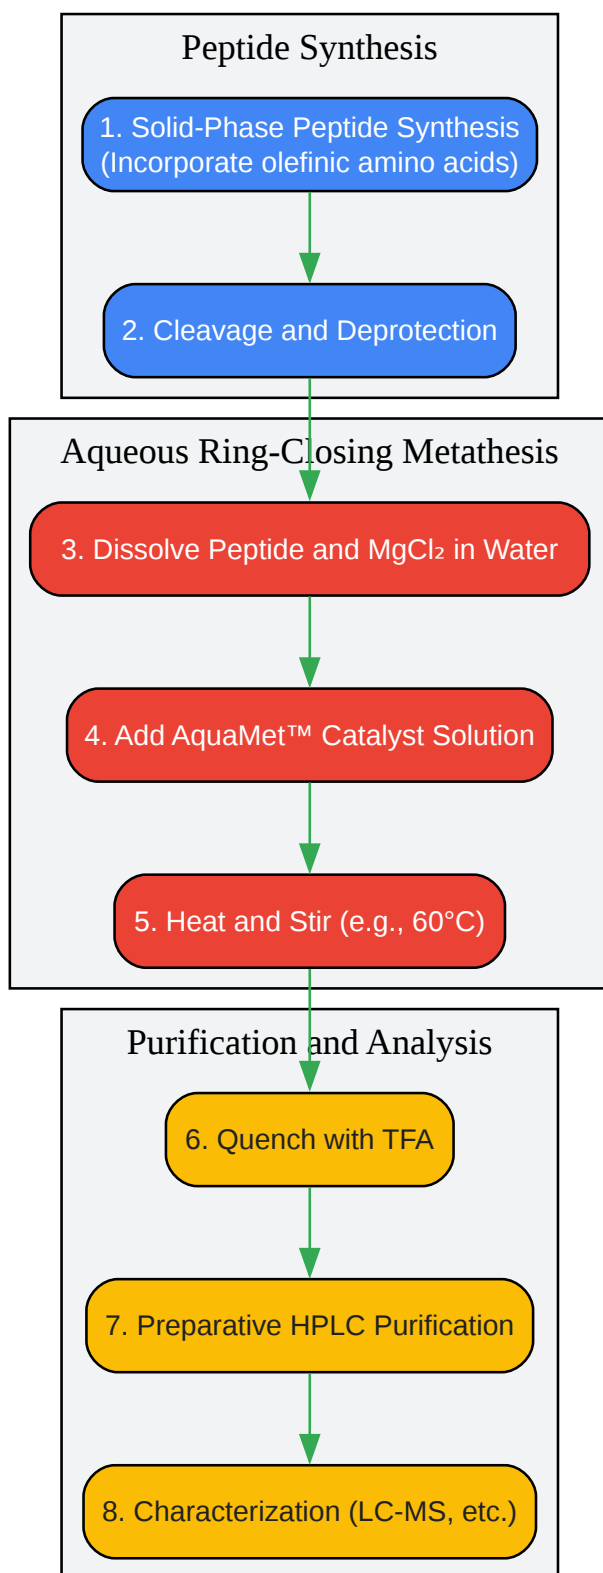 Peptide Synthesis
1. Solid-Phase Peptide Synthesis
(Incorporate olefinic amino acids)
2. Cleavage and Deprotection
Aqueous Ring-Closing Metathesis
3. Dissolve Peptide and MgCl₂ in Water
4. Add AquaMet™ Catalyst Solution
5. Heat and Stir (e.g., 60°C)
Purification and Analysis
6. Quench with TFA
7. Preparative HPLC Purification
8. Characterization (LC-MS, etc.)